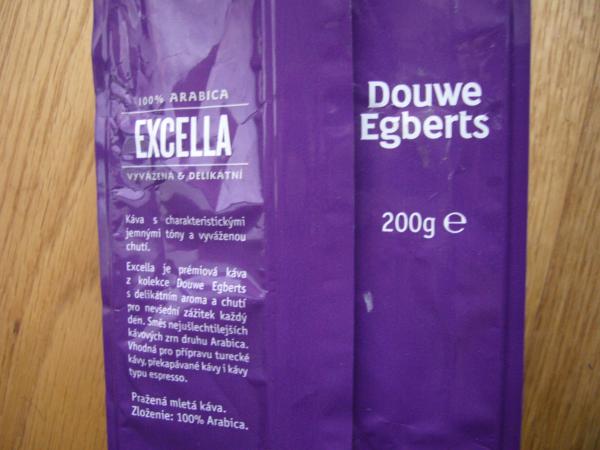 100% ARABICA
EXCELLA
VYVÁŽENÁ & DELIKÁTNÍ
Káva s charakteristickými
jemnými tóny a vyváženou
chutí.
Excella je prémiová káva
z kolekce Douwe Egberts
s delikátním aroma a chutí
pro nevšední zážitek každý
den. Směs nejušlechtilejších
kávových zrn druhu Arabica.
Vhodná pro přípravu turecké
kávy, překapávané kávy i kávy
typu espresso.
Pražená mletá káva.
Zloženie: 100% Arabica.
Douwe
Egberts
200g e